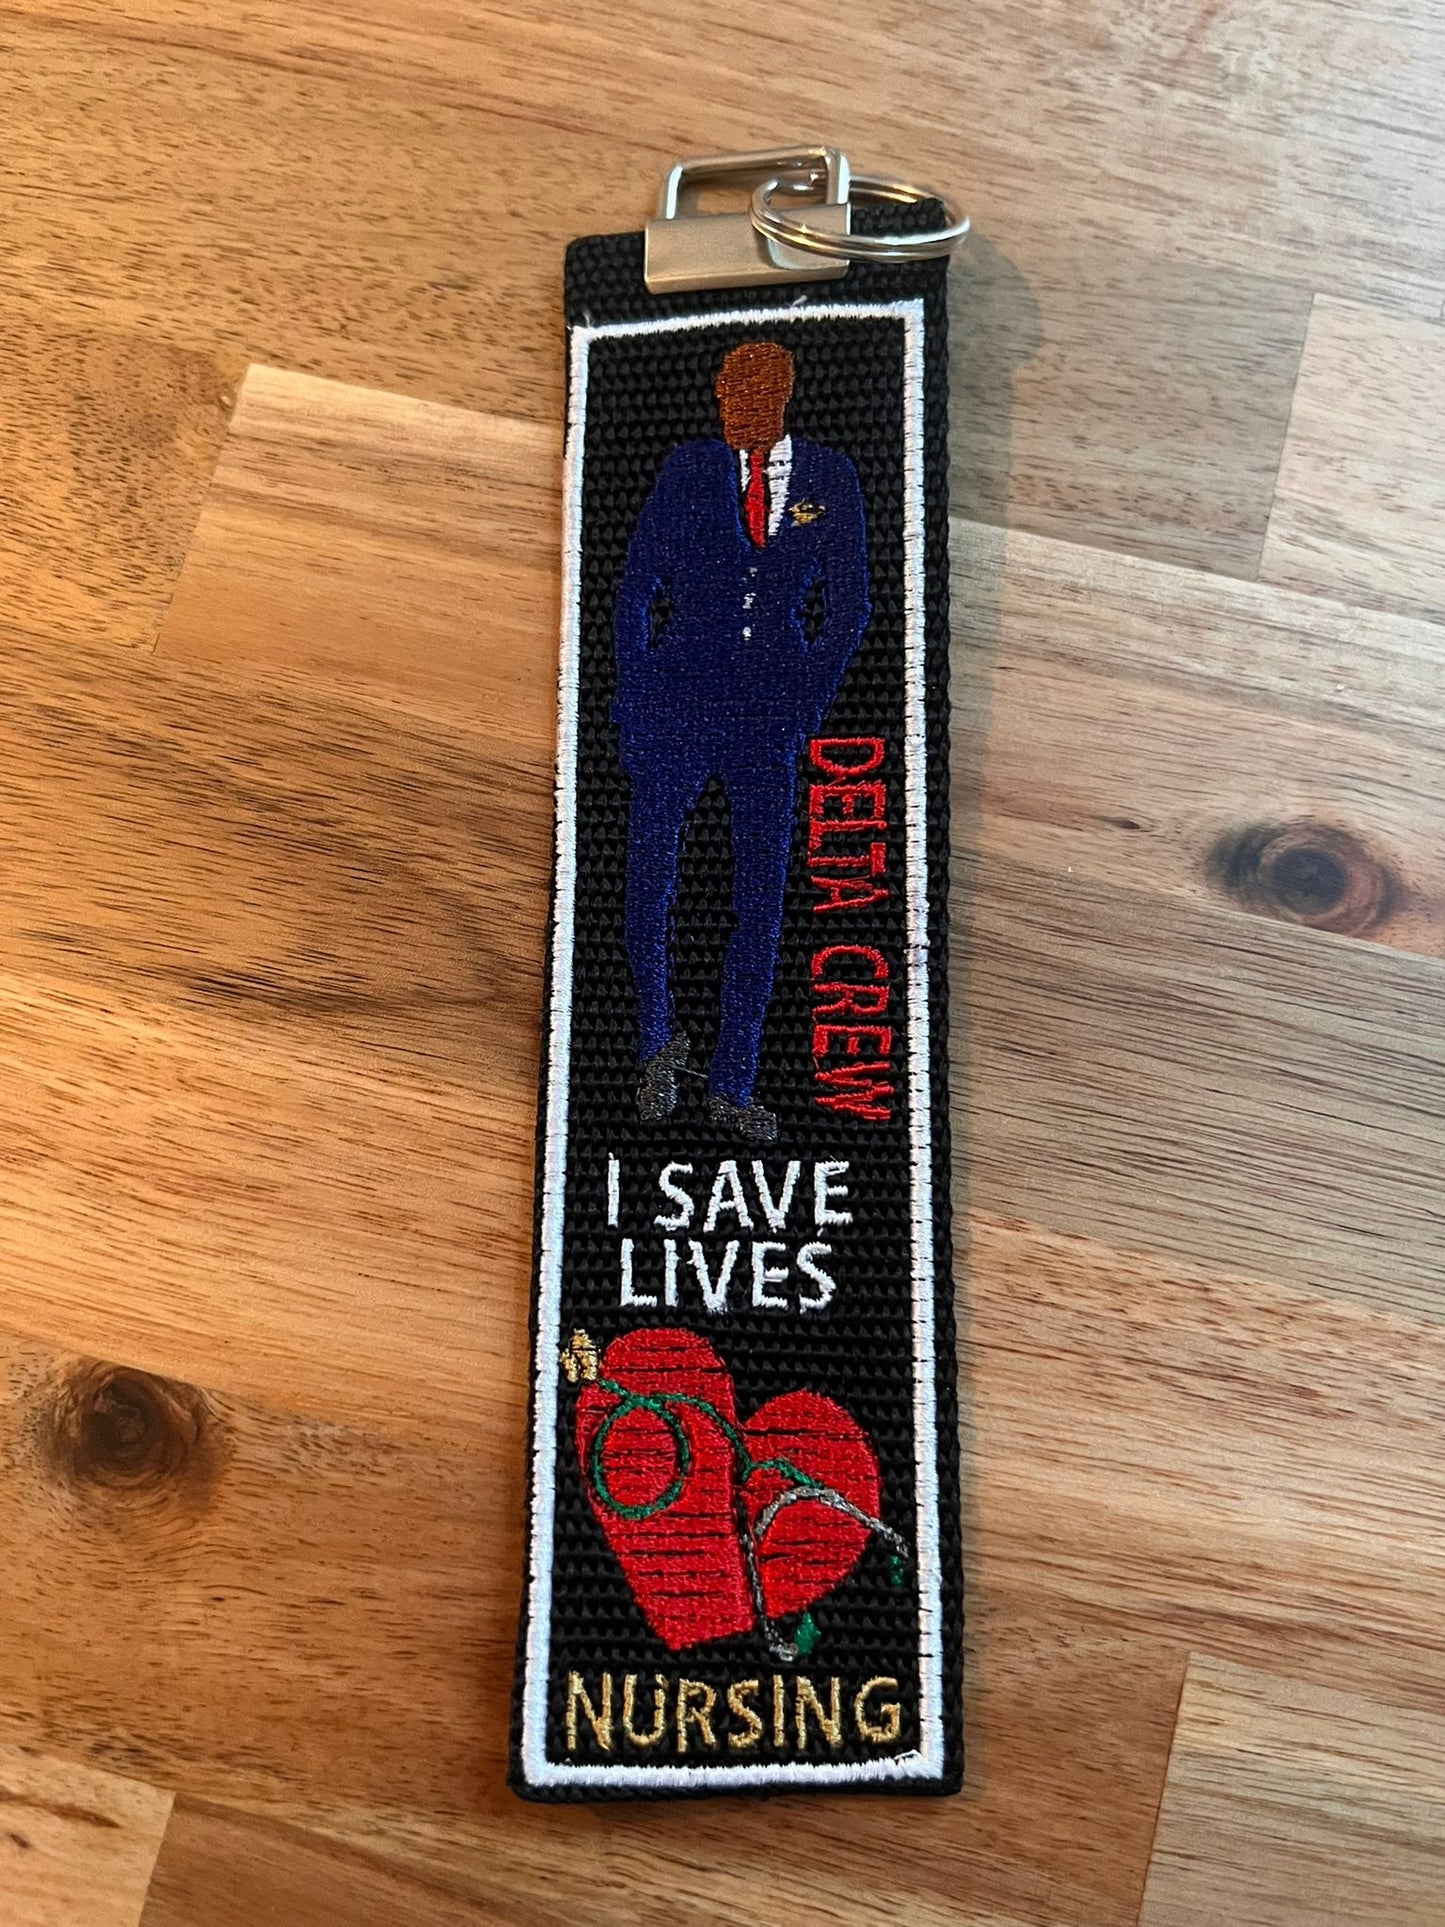 DELTA CREW
I SAVE
LIVES
NURSING